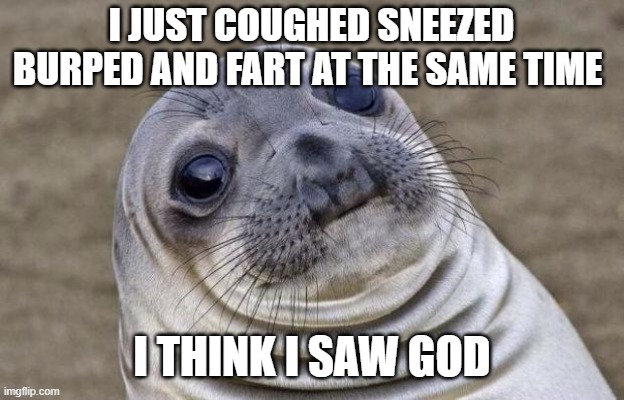 I JUST COUGHED SNEEZED
BURPED AND FART AT THE SAME TIME
I THINK I SAW GOD
imgflip.com